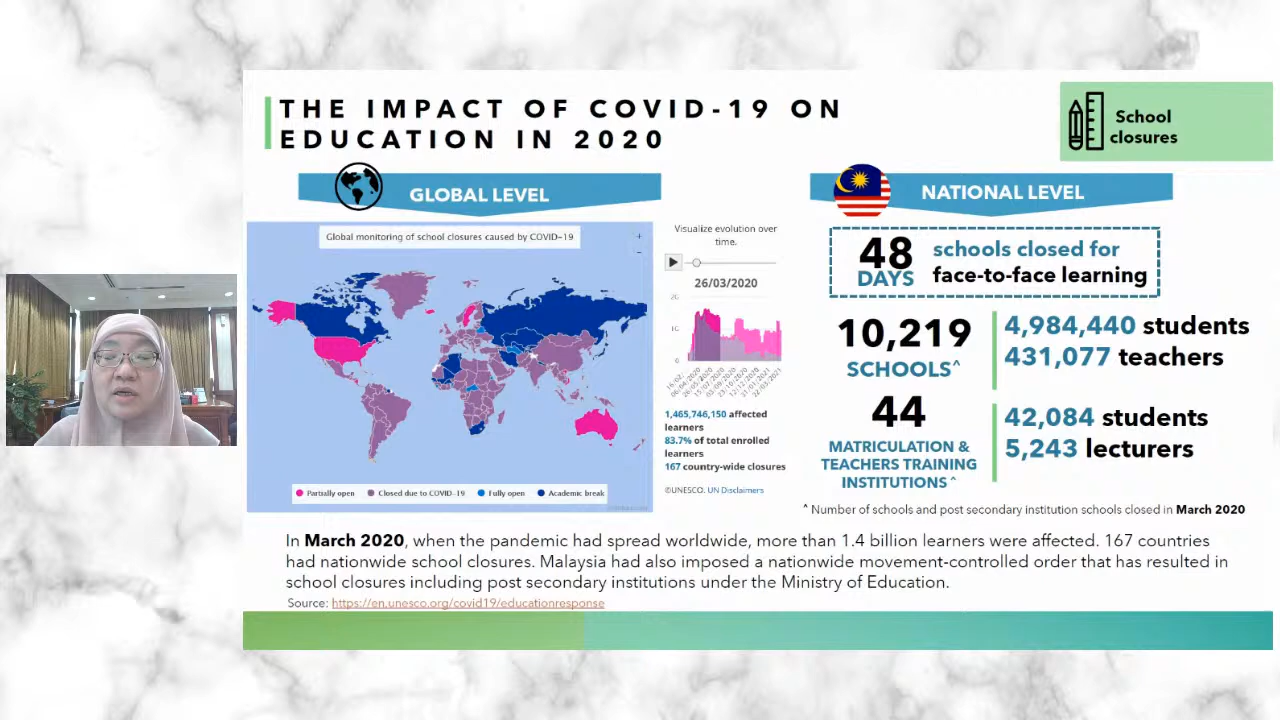 THE IMPACT OF COVID-19 ON
EDUCATION IN 2020
School
closures
GLOBAL LEVEL
Global monitoring of school closures caused by COVID-19
+
−
Partially open
Closed due to COVID-19
Fully open
Academic break
Visualize evolution over
time.
26/03/2020
20
10
0
1,465,746,150 affected
learners
83.7% of total enrolled
learners
167 country-wide closures
©UNESCO. UN Disclaimers
NATIONAL LEVEL
48
DAYS
schools closed for
face-to-face learning
10,219
SCHOOLS^
4,984,440 students
431,077 teachers
44
MATRICULATION &
TEACHERS TRAINING
INSTITUTIONS ^
42,084 students
5,243 lecturers
^ Number of schools and post secondary institution schools closed in March 2020
In March 2020, when the pandemic had spread worldwide, more than 1.4 billion learners were affected. 167 countries
had nationwide school closures. Malaysia had also imposed a nationwide movement-controlled order that has resulted in
school closures including post secondary institutions under the Ministry of Education.
Source: https://en.unesco.org/covid19/educationresponse